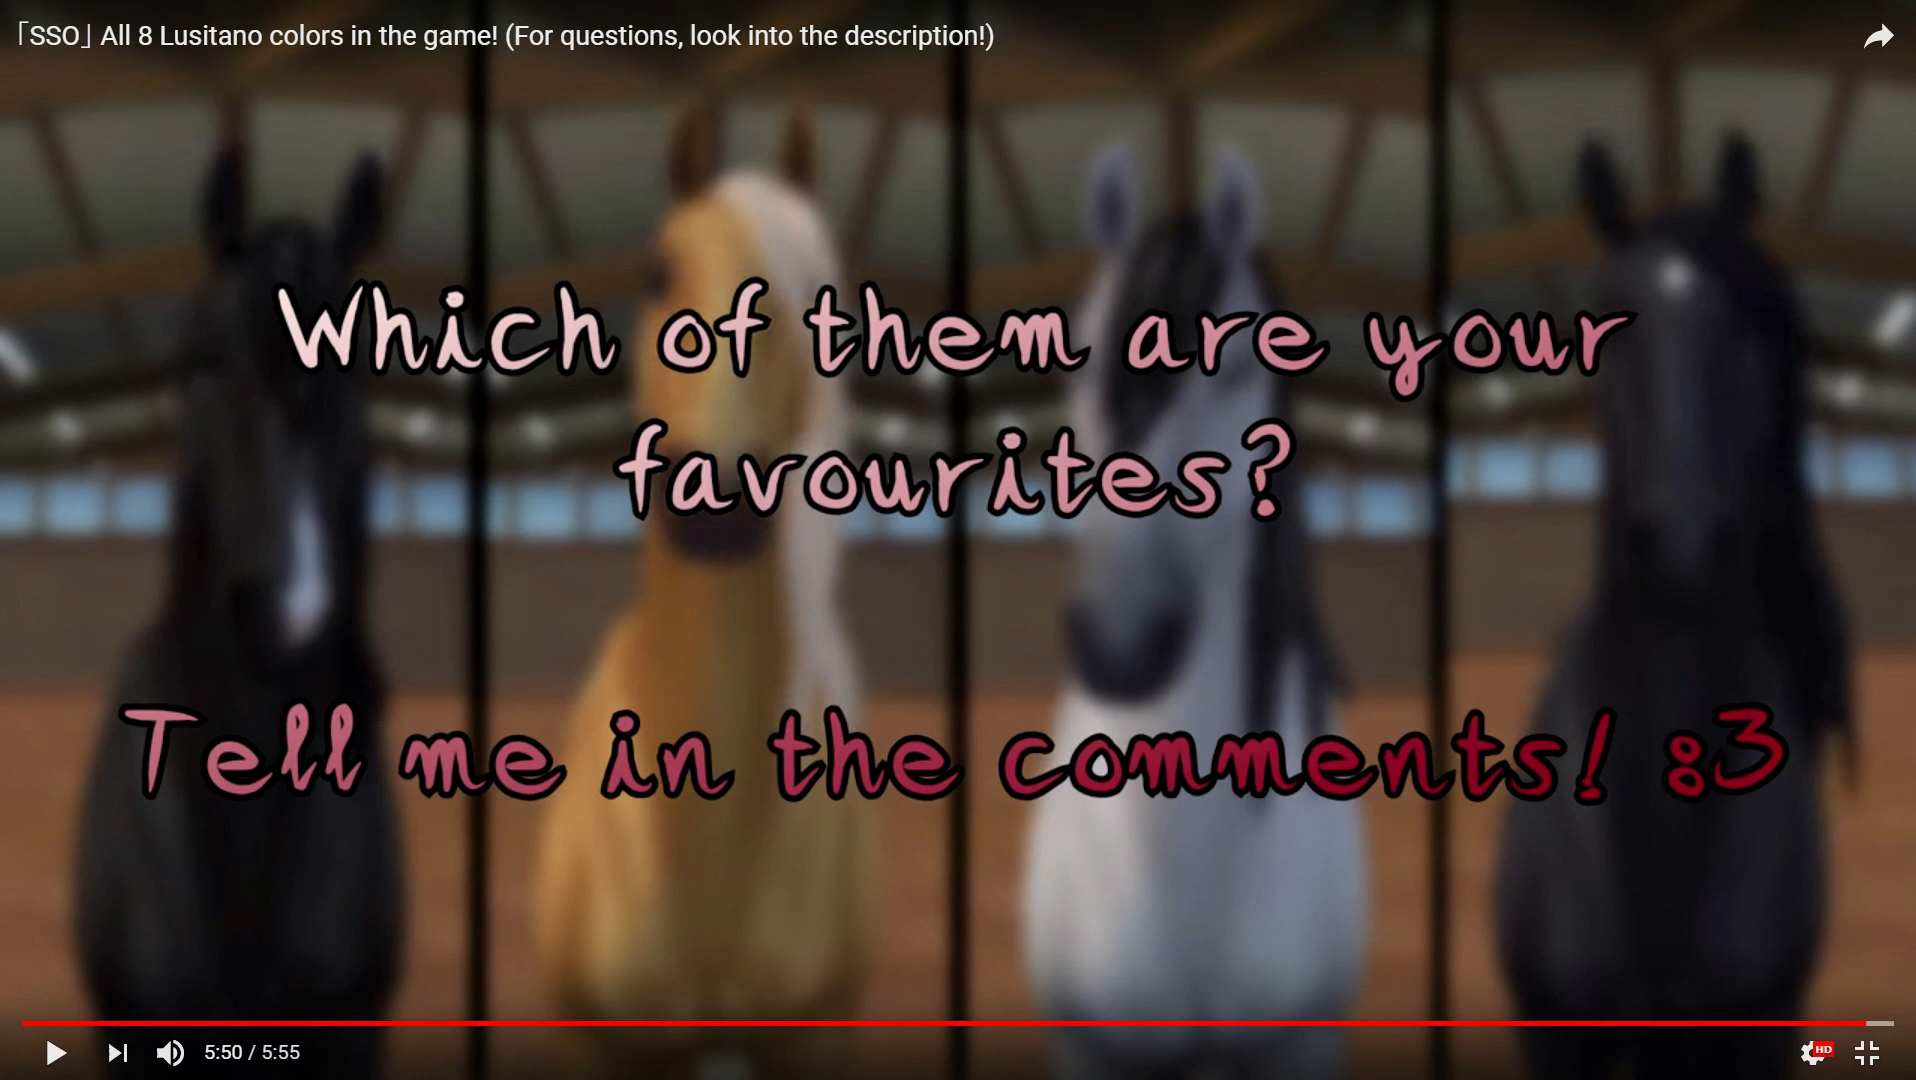 「SSO」 All 8 Lusitano colors in the game! (For questions, look into the description!)
Which of them are your
favourites?
Tell me in the comments! :3
5:50 / 5:55
HD